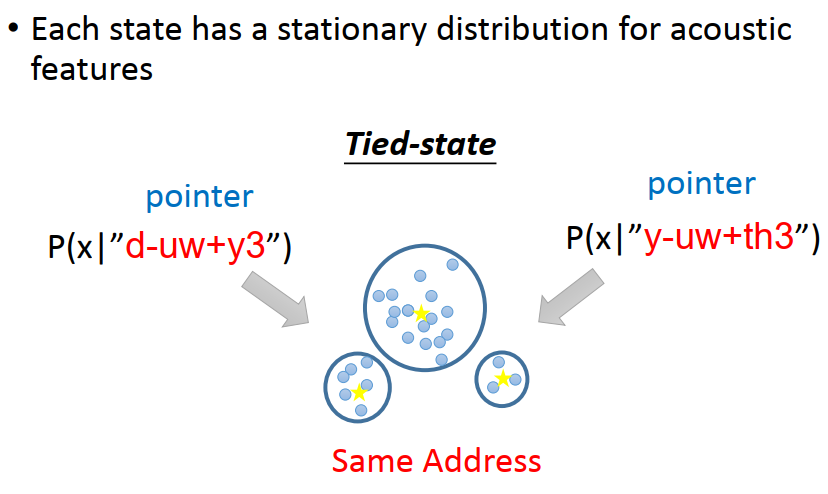 • Each state has a stationary distribution for acoustic
features
Tied-state
pointer
P(x|”d-uw+y3”)
pointer
P(x|”y-uw+th3”)
Same Address